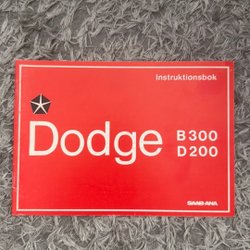 Instruktionsbok
Dodge B300
D200
SAAB-ANA